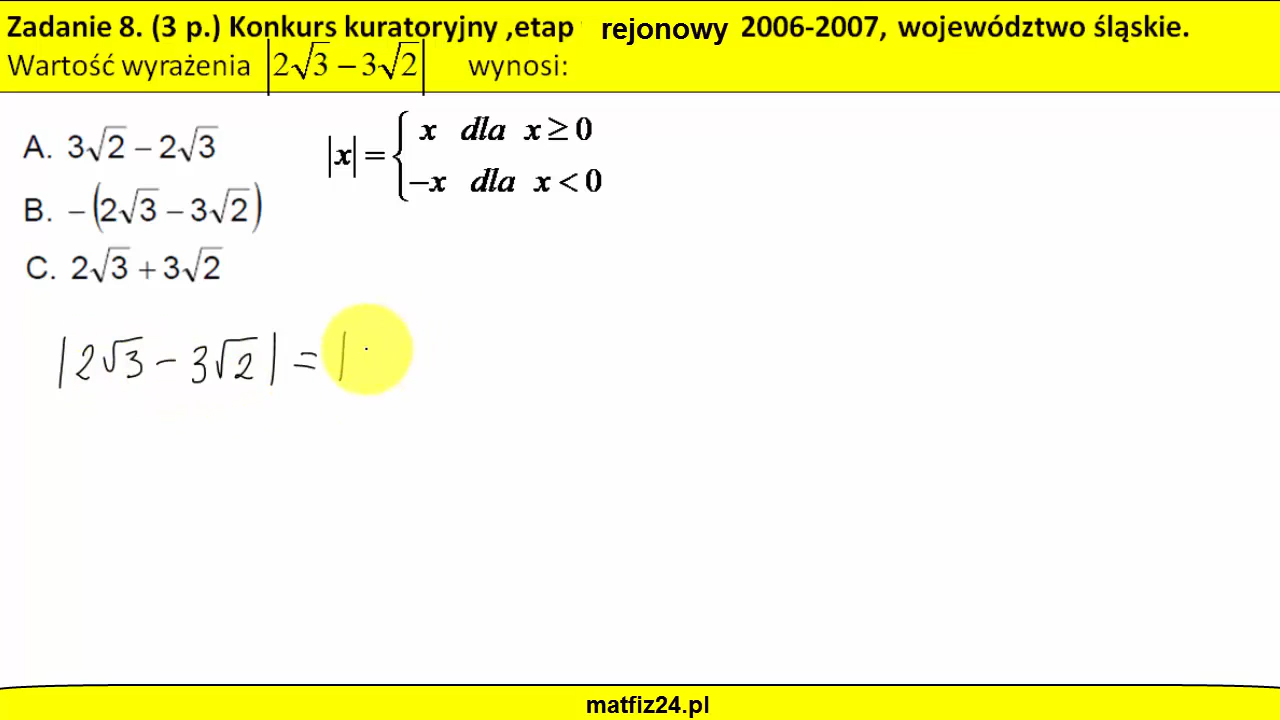 Zadanie 8. (3 p.) Konkurs kuratoryjny ,etap rejonowy 2006-2007, województwo śląskie.
Wartość wyrażenia |2√3 − 3√2| wynosi:
A. 3√2 − 2√3
|x| = { x dla x ≥ 0
−x dla x < 0
B. −(2√3 − 3√2)
C. 2√3 + 3√2
|2√3 − 3√2| = |
matfiz24.pl